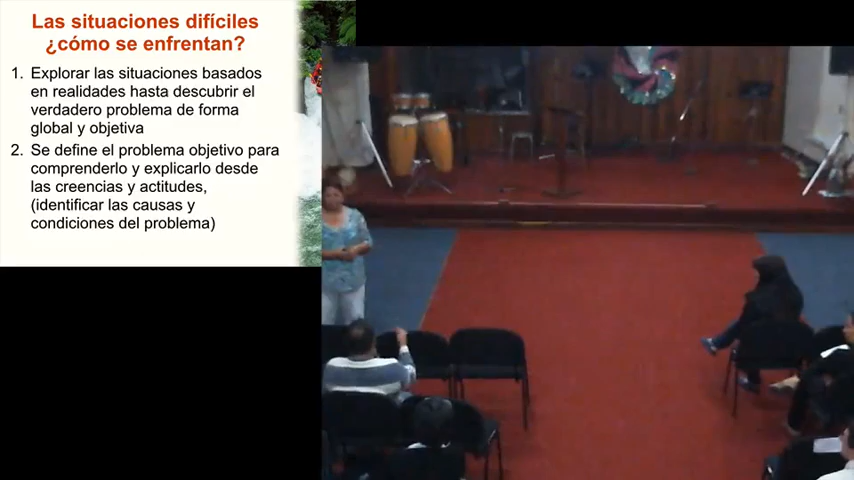 Las situaciones difíciles
¿cómo se enfrentan?
1. Explorar las situaciones basados
en realidades hasta descubrir el
verdadero problema de forma
global y objetiva
2. Se define el problema objetivo para
comprenderlo y explicarlo desde
las creencias y actitudes,
(identificar las causas y
condiciones del problema)